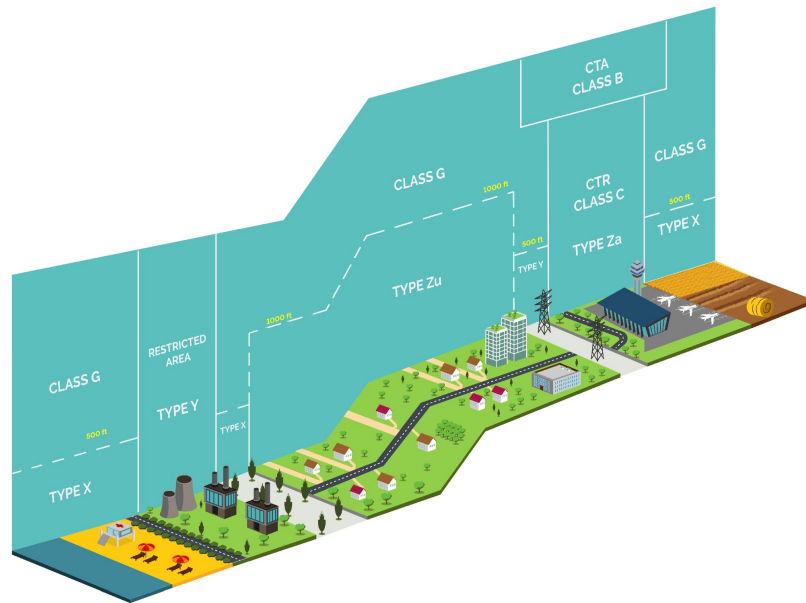 CLASS G
500 ft
TYPE X
RESTRICTED
AREA
TYPE Y
TYPE X
1000 ft
TYPE Zu
CLASS G
1000 ft
500 ft
TYPE Y
CTA
CLASS B
CTR
CLASS C
TYPE Za
CLASS G
500 ft
TYPE X